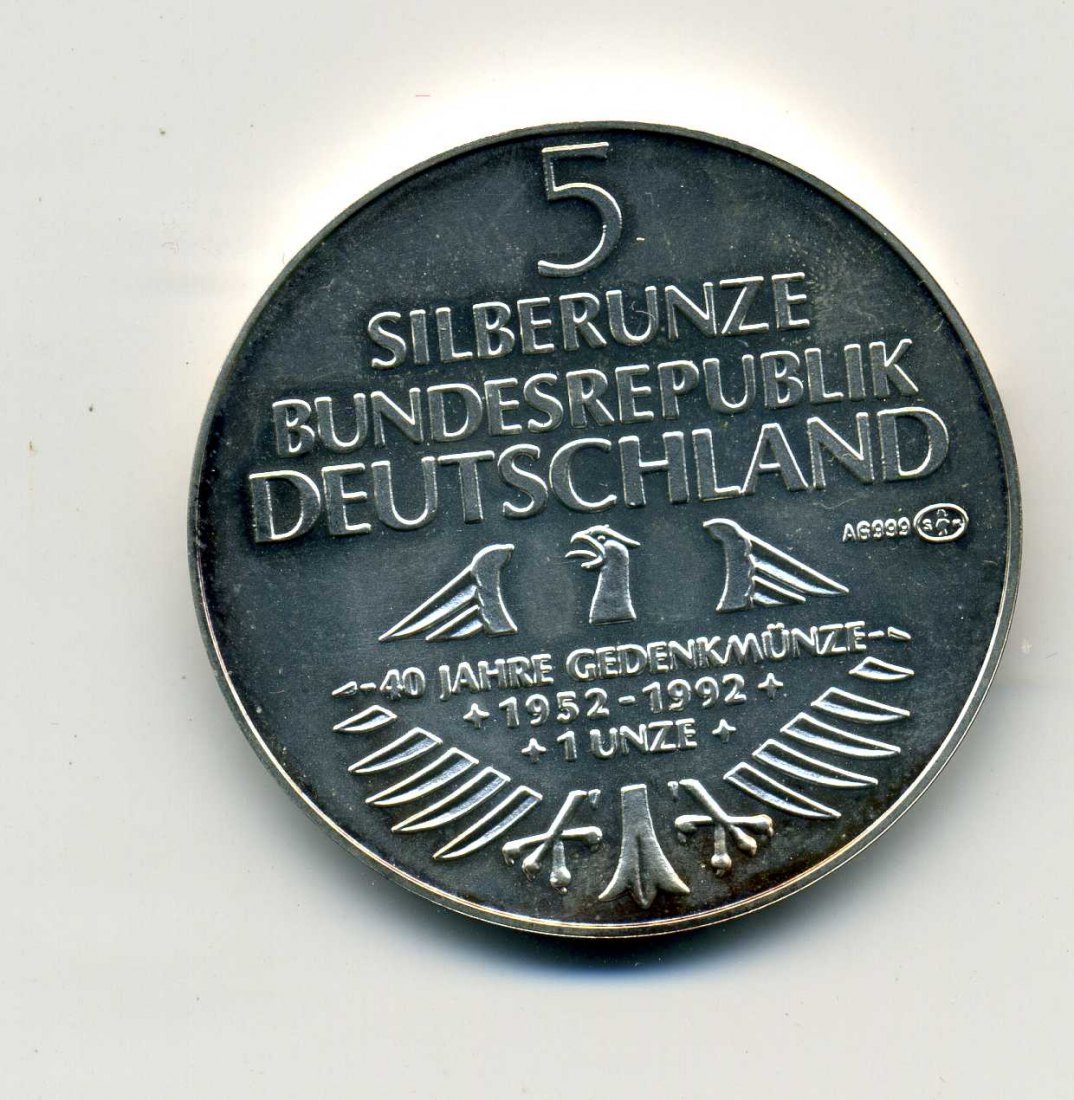 5
SILBERUNZE
BUNDESREPUBLIK
DEUTSCHLAND
AG999
40 JAHRE GEDENKMÜNZE
1952-1992
1 UNZE